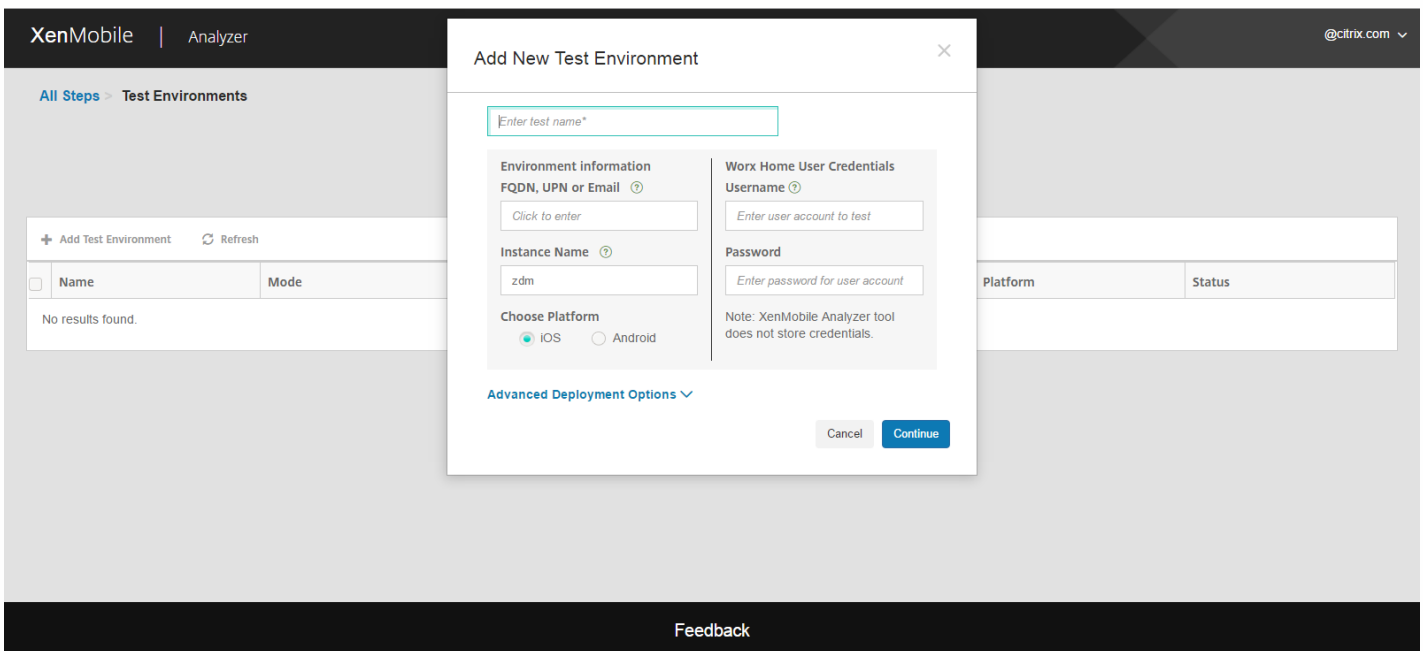 XenMobile | Analyzer
@citrix.com
All Steps > Test Environments
Add Test Environment
Refresh
Name
Mode
Platform
Status
No results found.
Add New Test Environment
Enter test name*
Environment information
FQDN, UPN or Email ?
Click to enter
Instance Name ?
zdm
Choose Platform
iOS
Android
Worx Home User Credentials
Username ?
Enter user account to test
Password
Enter password for user account
Note: XenMobile Analyzer tool
does not store credentials.
Advanced Deployment Options
Cancel
Continue
Feedback